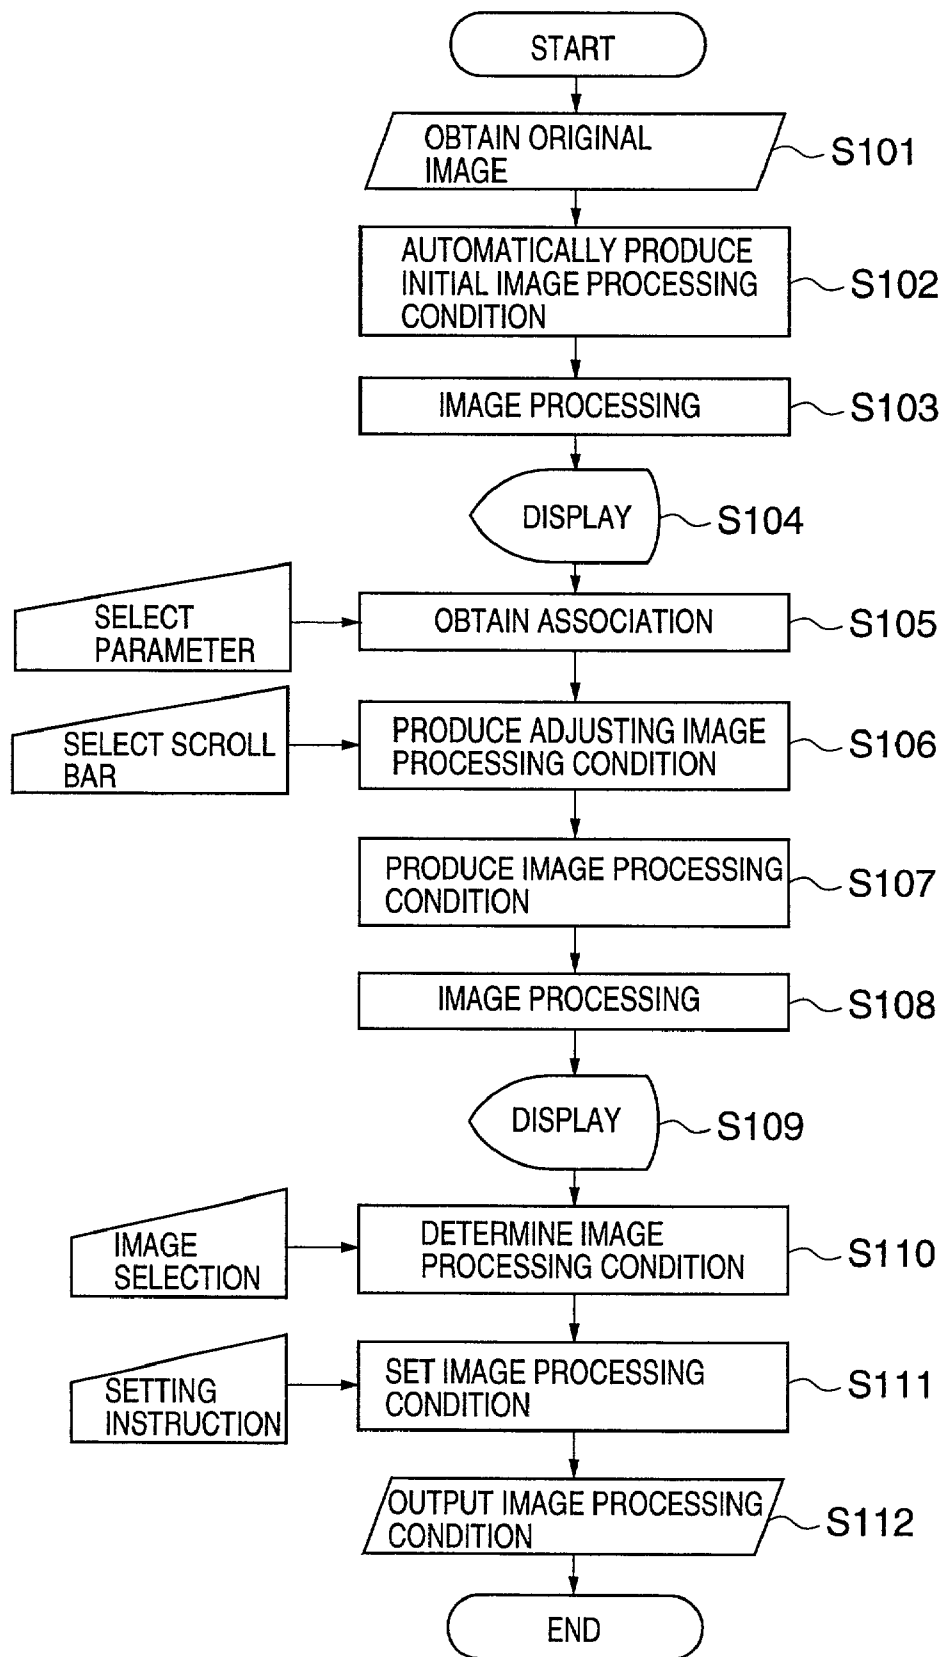 START
OBTAIN ORIGINAL
IMAGE
S101
AUTOMATICALLY PRODUCE
INITIAL IMAGE PROCESSING
CONDITION
S102
IMAGE PROCESSING
S103
DISPLAY
S104
SELECT
PARAMETER
OBTAIN ASSOCIATION
S105
SELECT SCROLL
BAR
PRODUCE ADJUSTING IMAGE
PROCESSING CONDITION
S106
PRODUCE IMAGE PROCESSING
CONDITION
S107
IMAGE PROCESSING
S108
DISPLAY
S109
IMAGE
SELECTION
DETERMINE IMAGE
PROCESSING CONDITION
S110
SETTING
INSTRUCTION
SET IMAGE PROCESSING
CONDITION
S111
OUTPUT IMAGE PROCESSING
CONDITION
S112
END